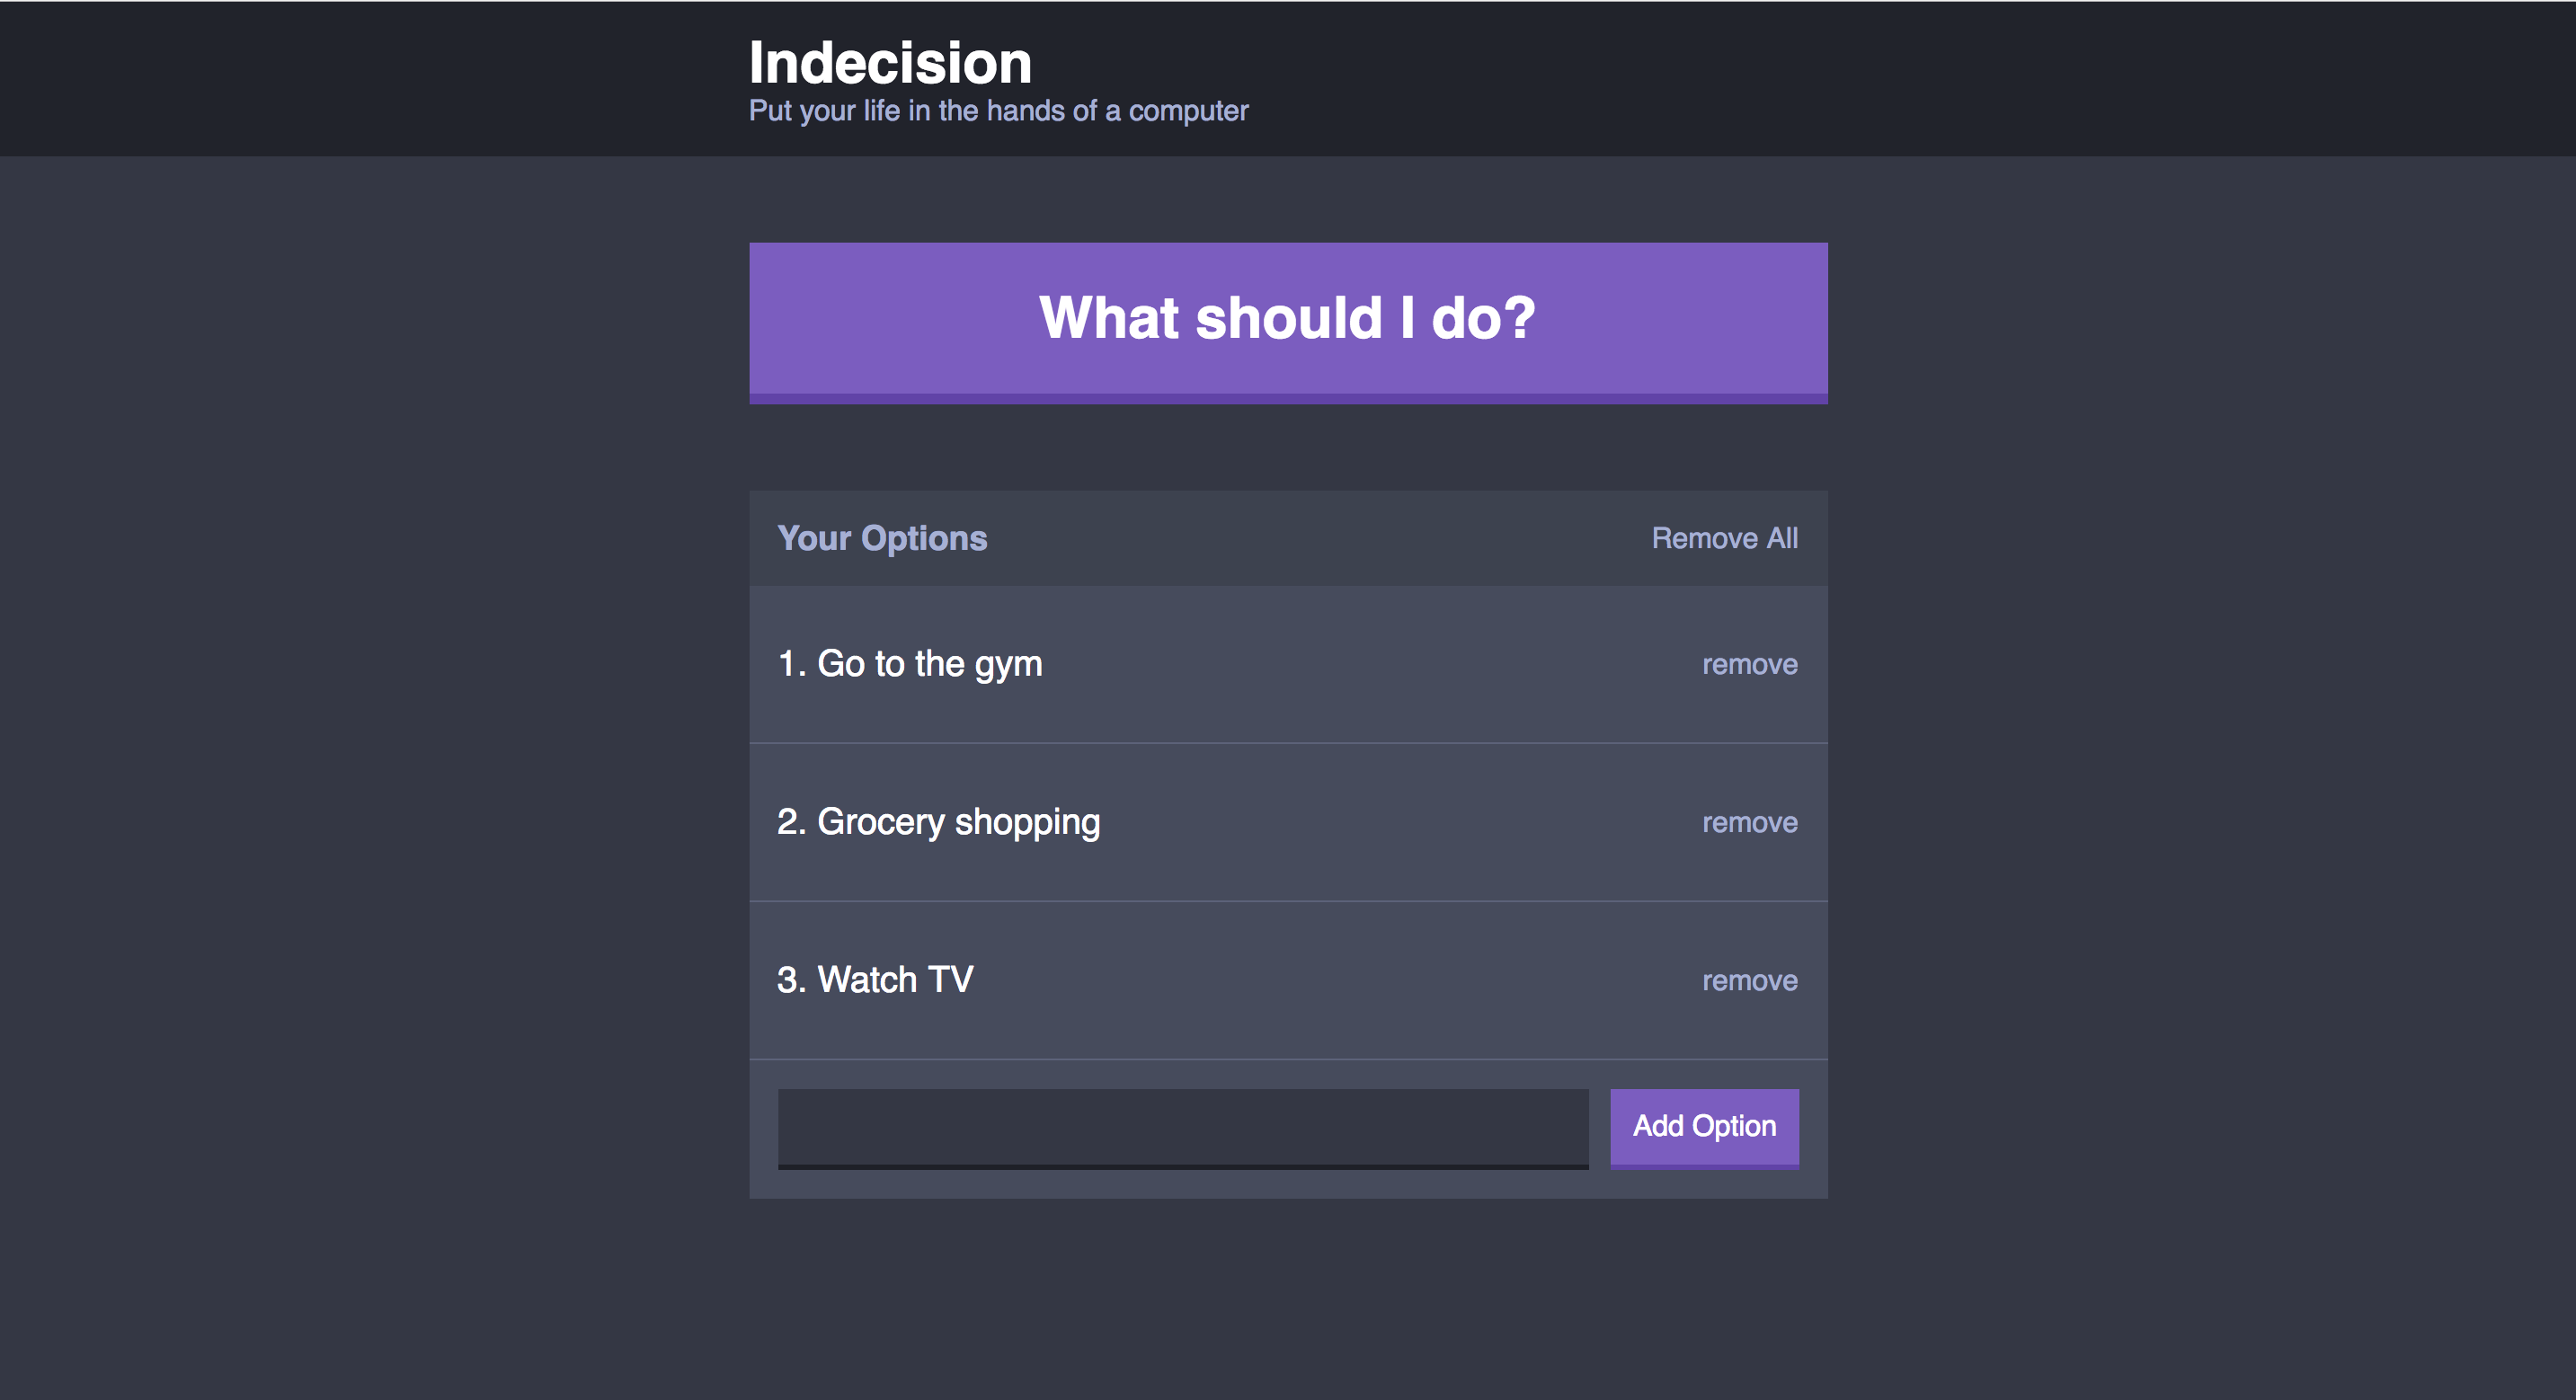 Indecision
Put your life in the hands of a computer
What should I do?
Your Options
Remove All
1. Go to the gym
remove
2. Grocery shopping
remove
3. Watch TV
remove
Add Option